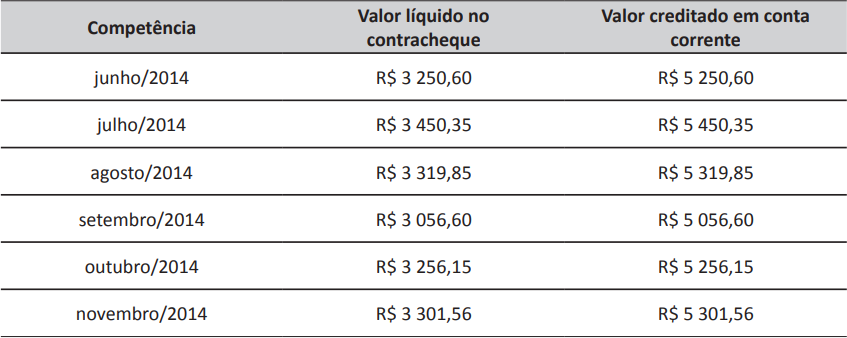 Competência Valor líquido no contracheque Valor creditado em conta corrente
junho/2014 R$ 3 250,60 R$ 5 250,60
julho/2014 R$ 3 450,35 R$ 5 450,35
agosto/2014 R$ 3 319,85 R$ 5 319,85
setembro/2014 R$ 3 056,60 R$ 5 056,60
outubro/2014 R$ 3 256,15 R$ 5 256,15
novembro/2014 R$ 3 301,56 R$ 5 301,56